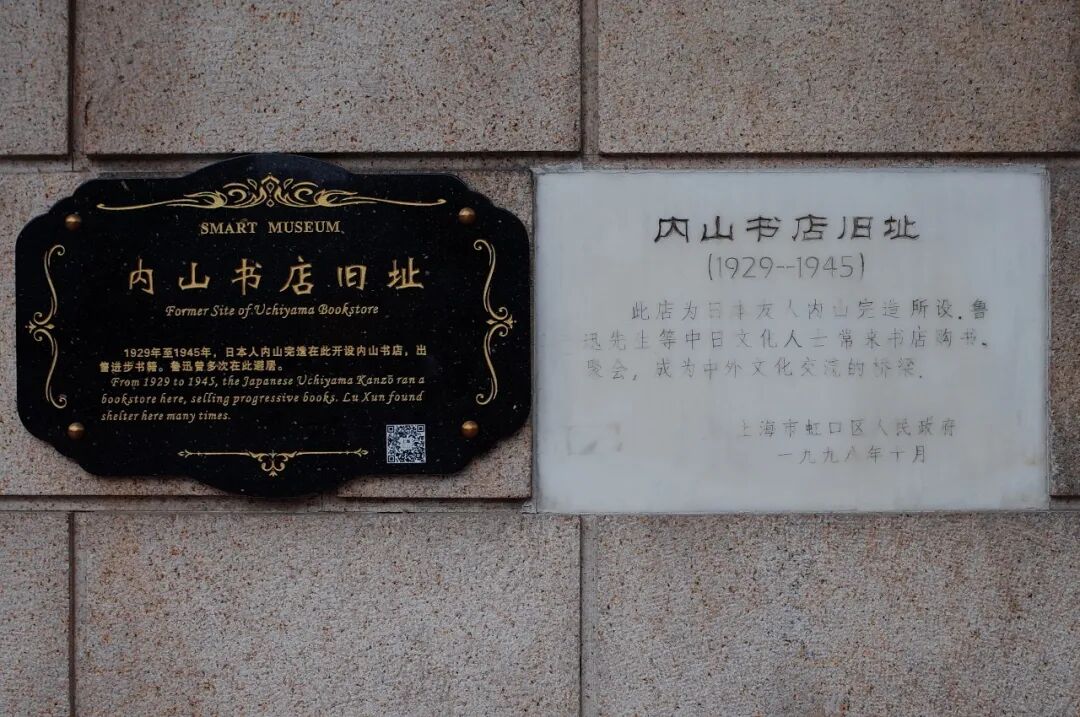 SMART MUSEUM
内山书店旧址
Former Site of Uchiyama Bookstore
1929年至1945年，日本人内山完造在此开设内山书店，出
售进步书籍。鲁迅曾多次在此避居。
From 1929 to 1945, the Japanese Uchiyama Kanzō ran a
bookstore here, selling progressive books. Lu Xun found
shelter here many times.
内山书店旧址
(1929--1945)
此店为日本友人内山完造所设．鲁
迅先生等中日文化人士常来书店购书、
聚会，成为中外文化交流的桥梁．
上海市虹口区人民政府
一九九八年十月